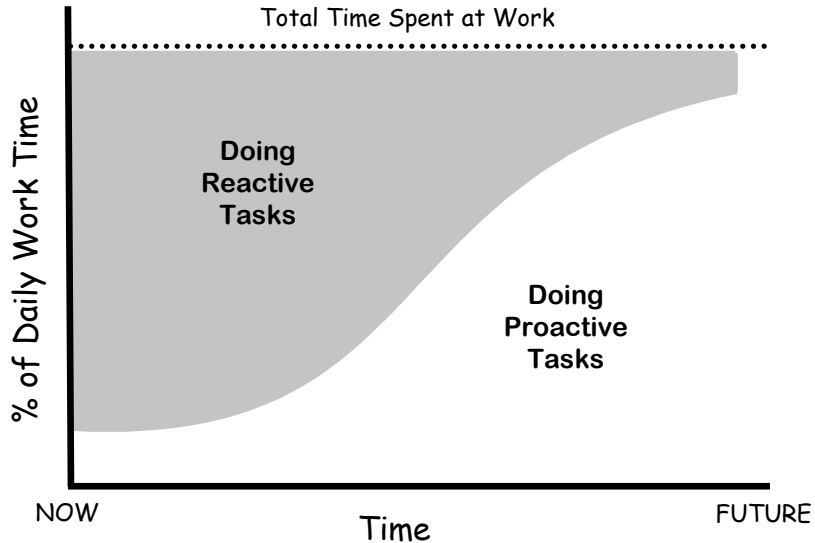 Total Time Spent at Work
% of Daily Work Time
Doing
Reactive
Tasks
Doing
Proactive
Tasks
NOW
Time
FUTURE